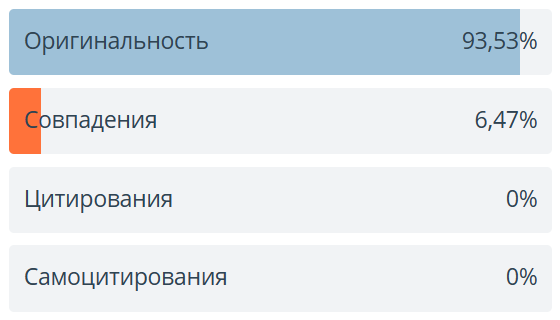 Оригинальность 93,53%
Совпадения 6,47%
Цитирования 0%
Самоцитирования 0%